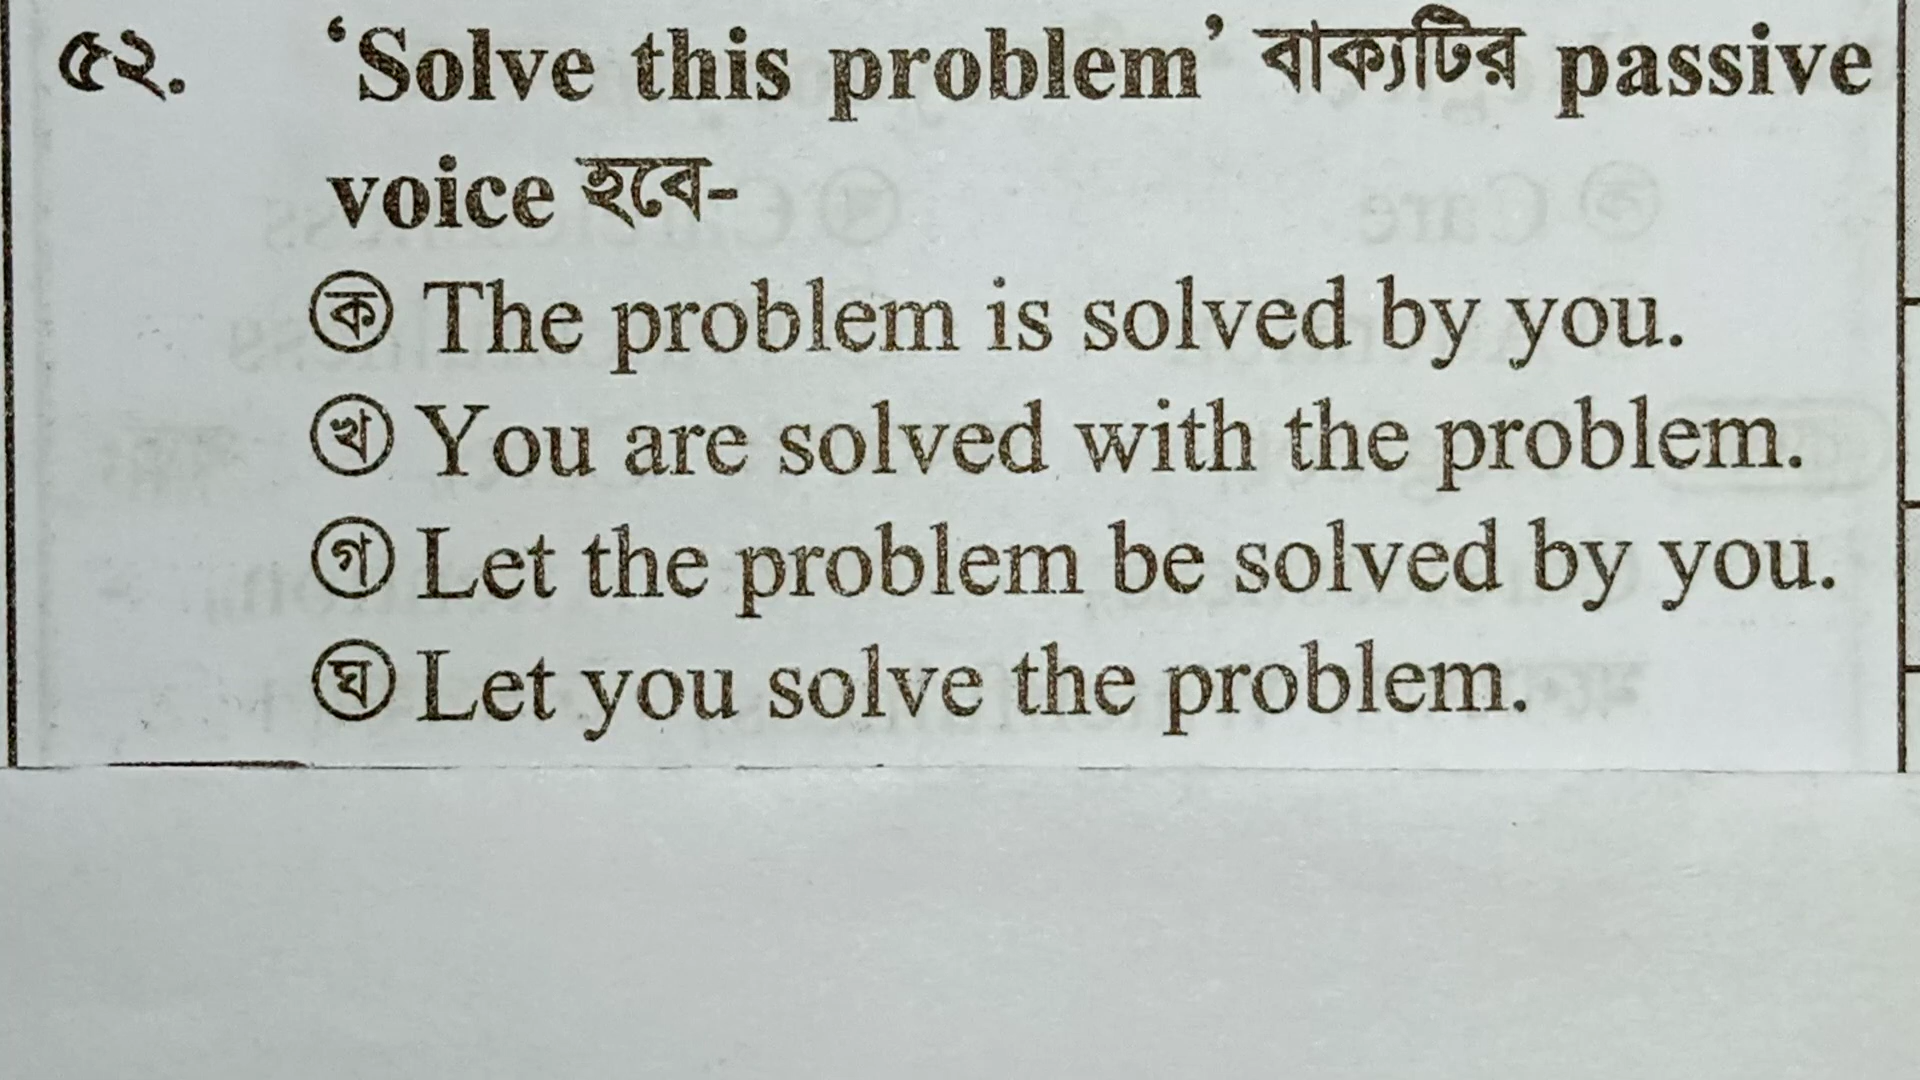 ৫২. ‘Solve this problem’ বাক্যটির passive
voice হবে-
ক The problem is solved by you.
খ You are solved with the problem.
গ Let the problem be solved by you.
ঘ Let you solve the problem.